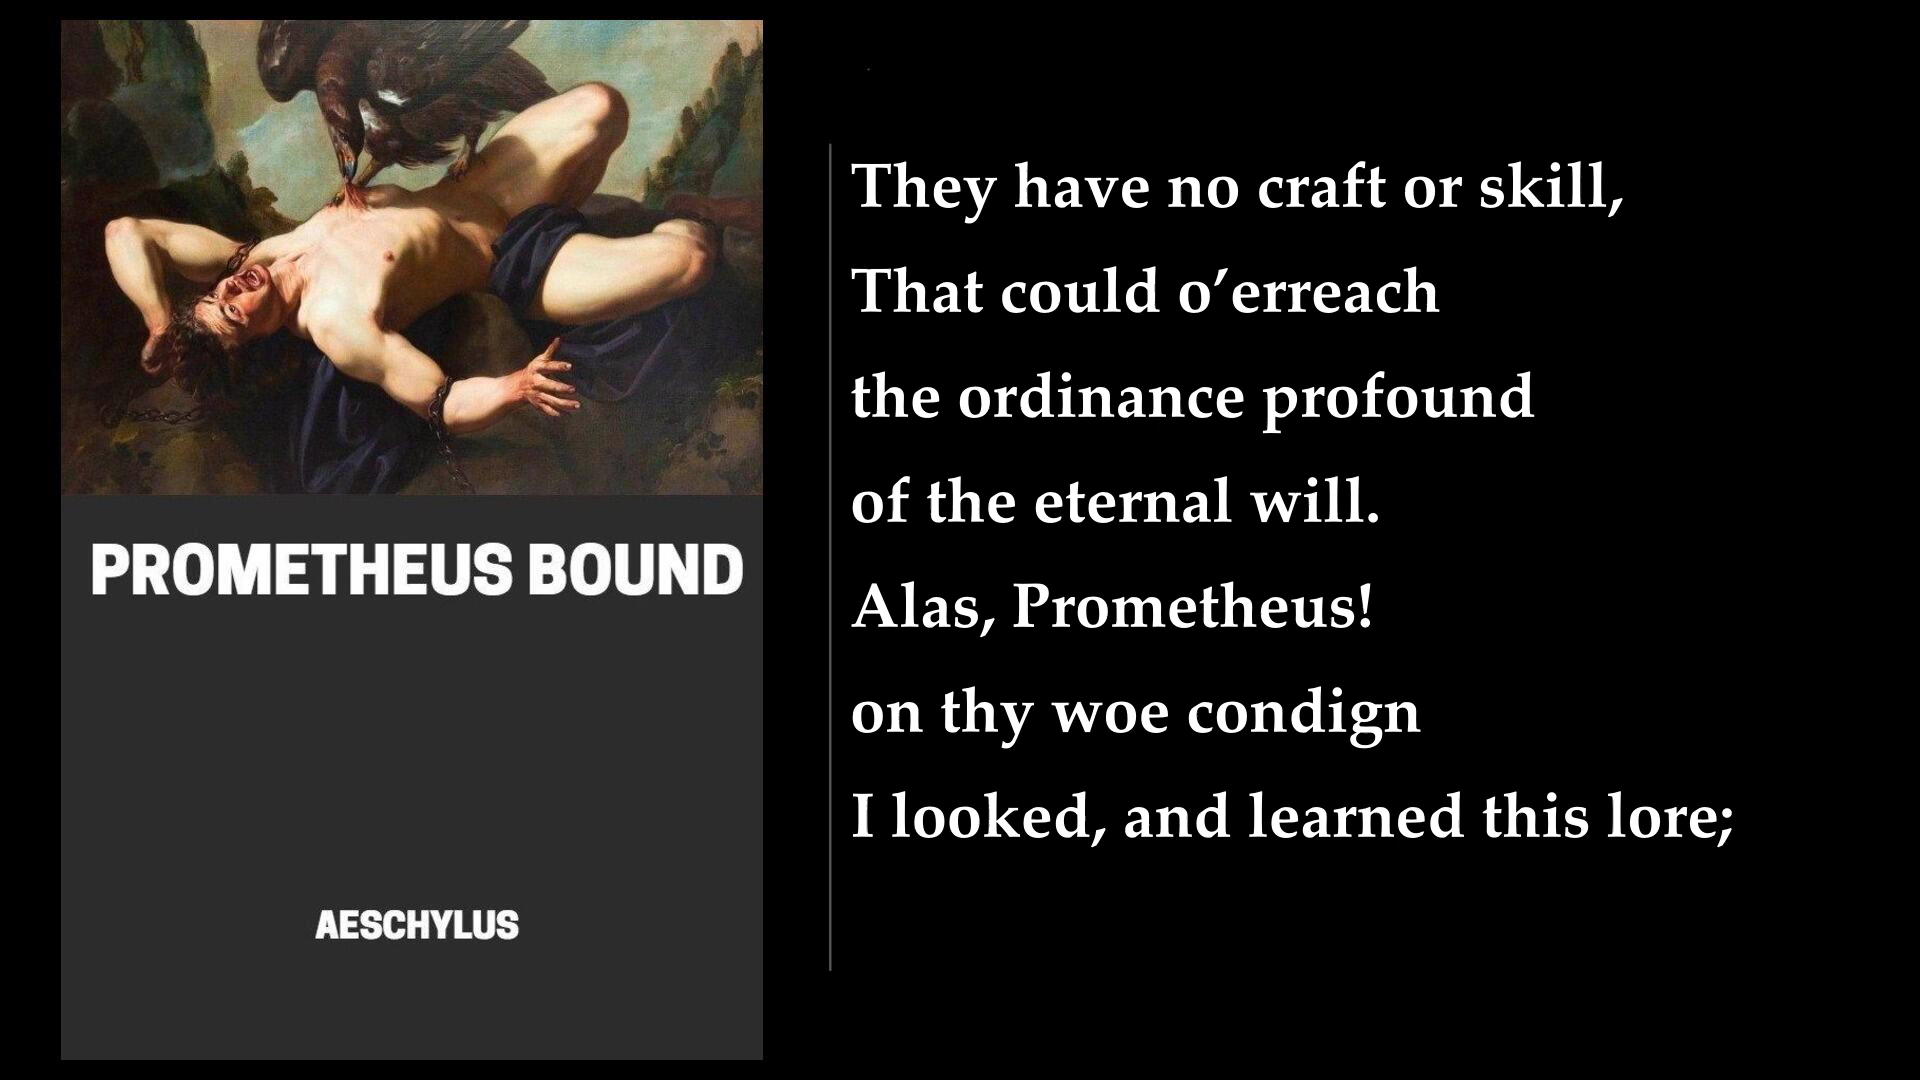 PROMETHEUS BOUND
AESCHYLUS
They have no craft or skill,
That could o’erreach
the ordinance profound
of the eternal will.
Alas, Prometheus!
on thy woe condign
I looked, and learned this lore;